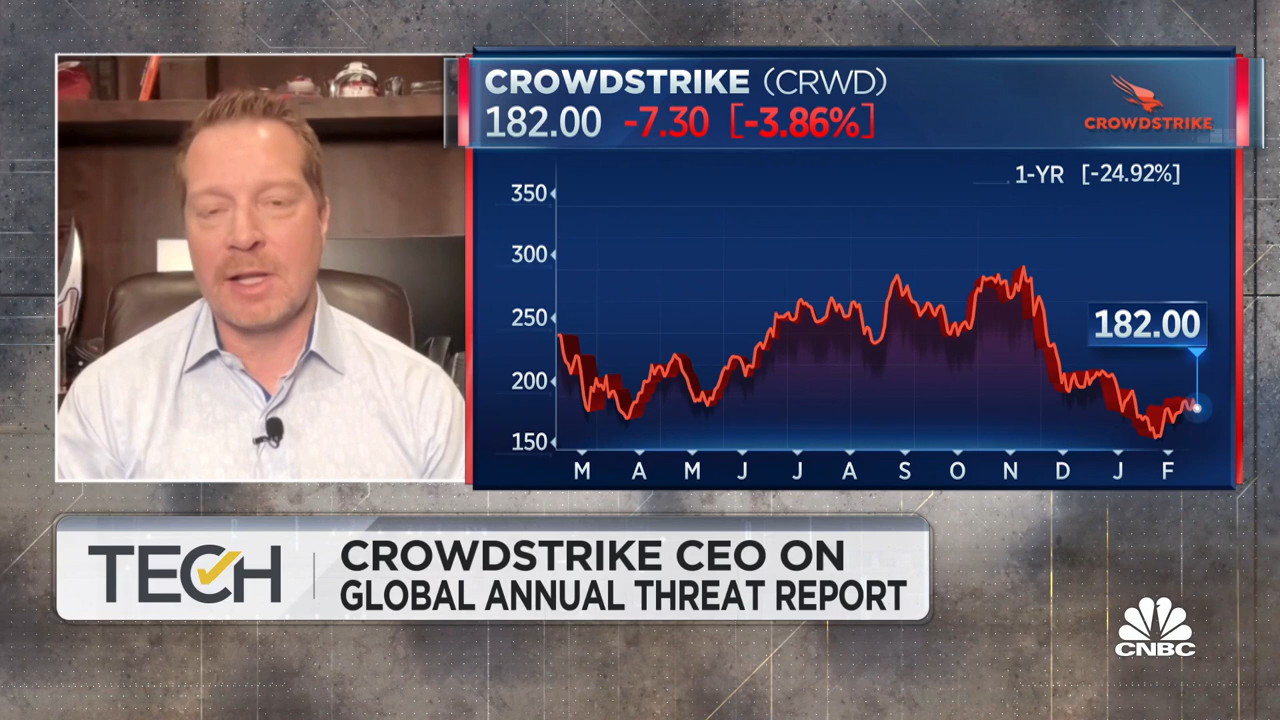 CROWDSTRIKE (CRWD)
182.00 -7.30 [-3.86%]
CROWDSTRIKE
1-YR [-24.92%]
350
300
250
200
150
182.00
M A M J J A S O N D J F
TECH
CROWDSTRIKE CEO ON
GLOBAL ANNUAL THREAT REPORT
CNBC